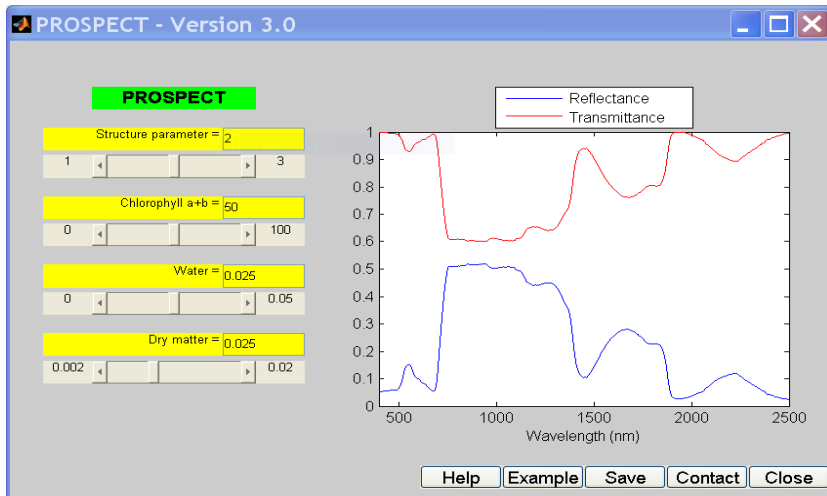 PROSPECT - Version 3.0
PROSPECT
Structure parameter = 2
1 3
Chlorophyll a+b = 50
0 100
Water = 0.025
0 0.05
Dry matter = 0.025
0.002 0.02
Reflectance
Transmittance
1
0.9
0.8
0.7
0.6
0.5
0.4
0.3
0.2
0.1
0
500 1000 1500 2000 2500
Wavelength (nm)
Help Example Save Contact Close